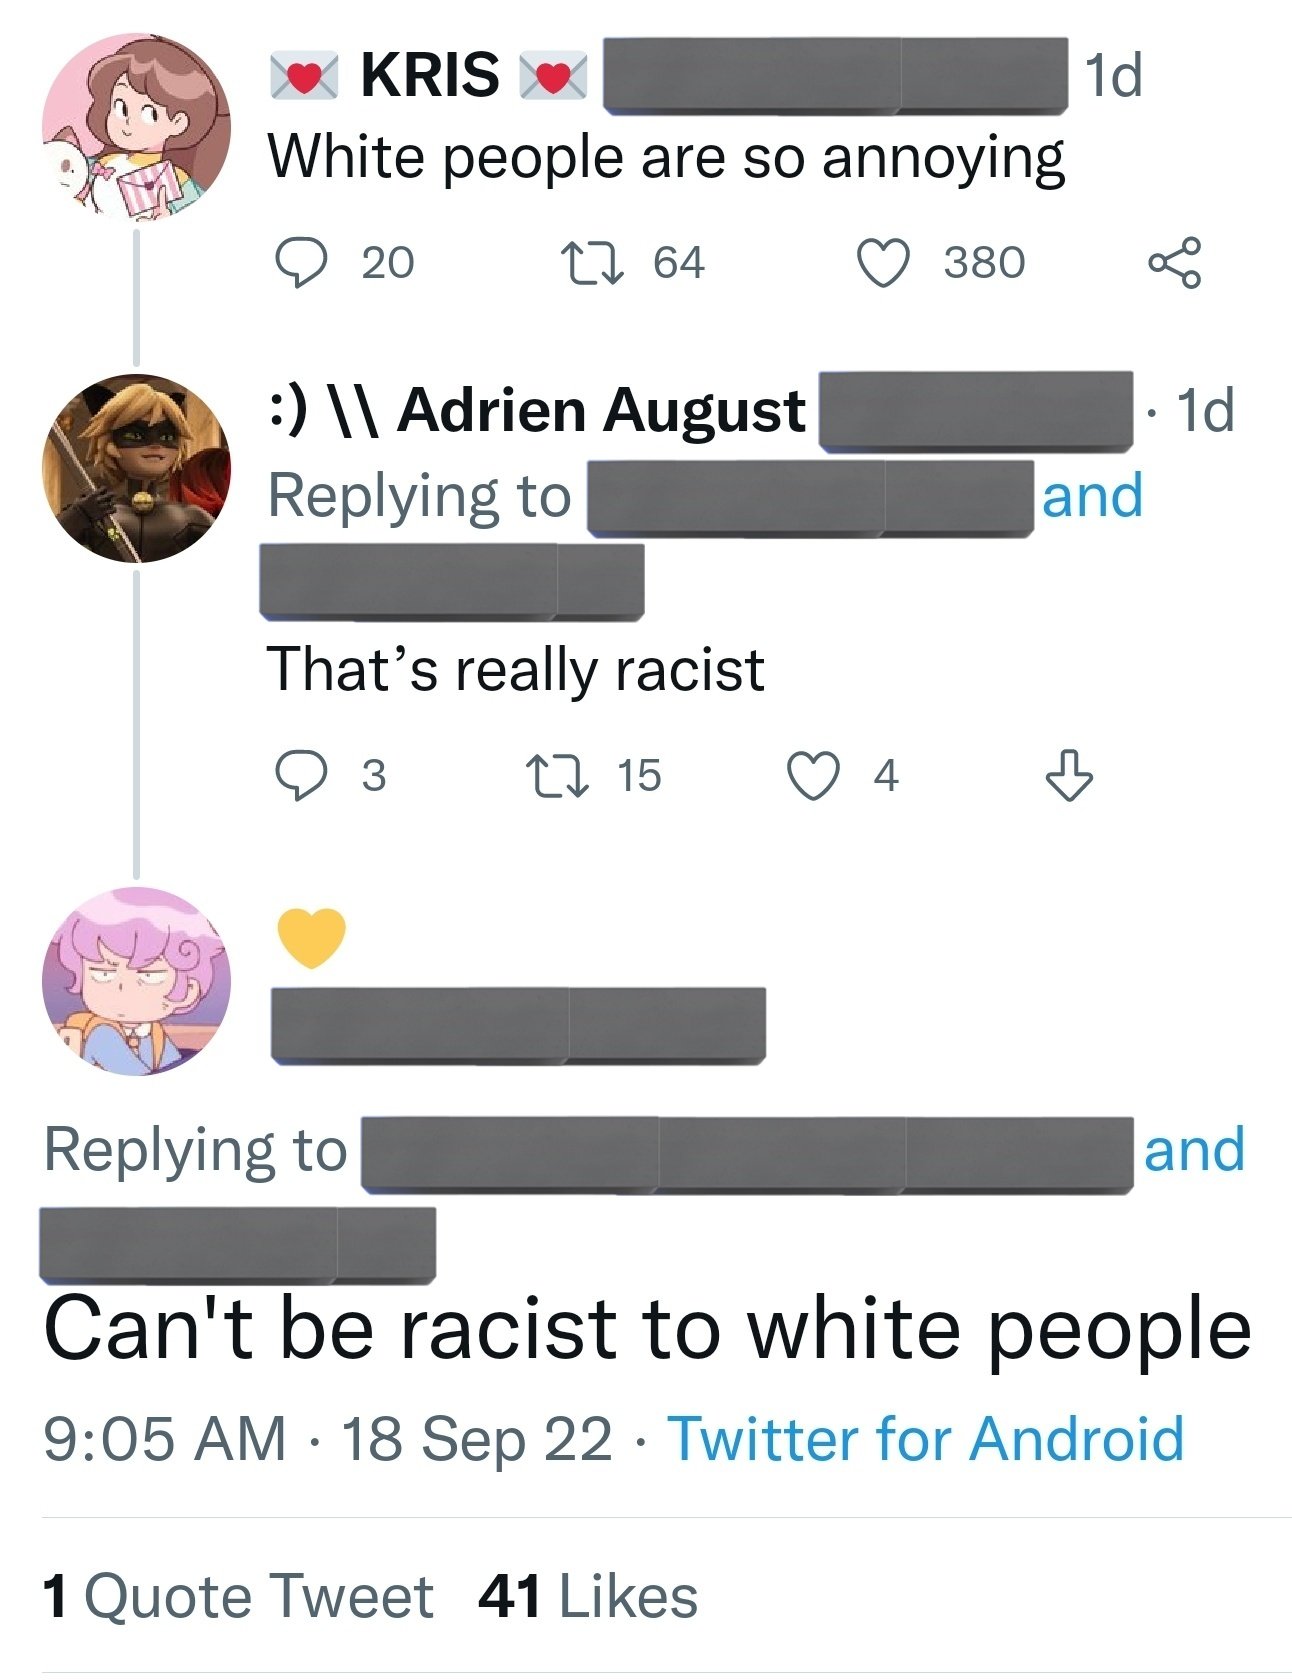 💌 KRIS 💌 1d
White people are so annoying
20 64 380
:) \\ Adrien August · 1d
Replying to and
That’s really racist
3 15 4
💛
Replying to and
Can't be racist to white people
9:05 AM · 18 Sep 22 · Twitter for Android
1 Quote Tweet 41 Likes